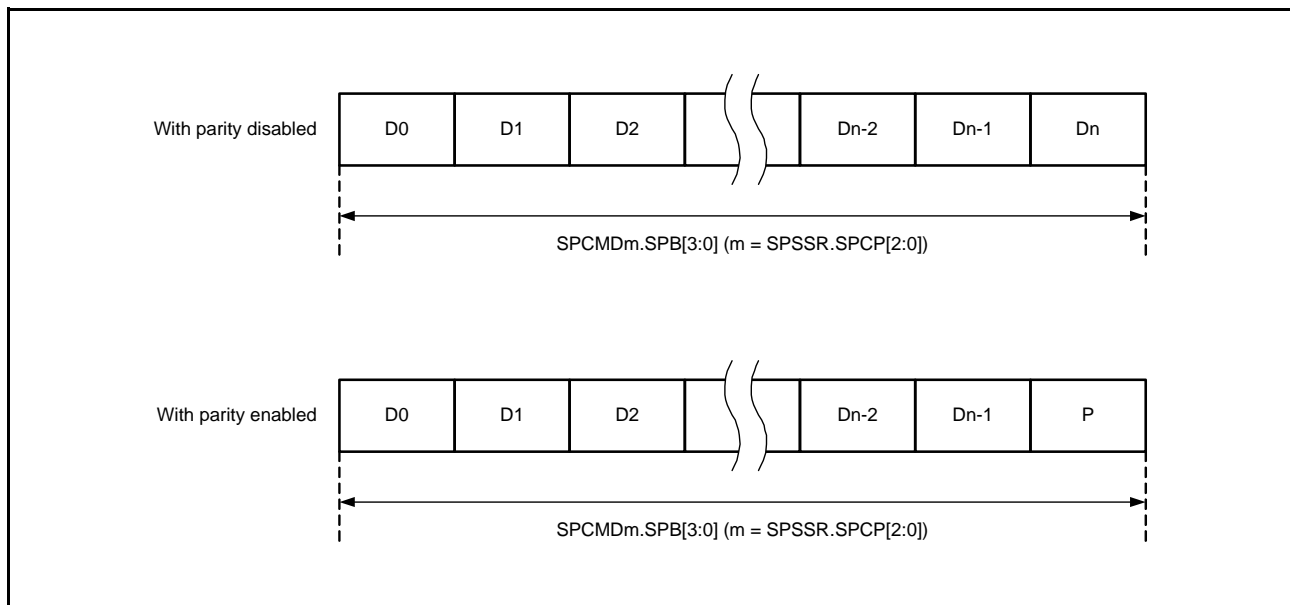 With parity disabled D0 D1 D2 Dn-2 Dn-1 Dn
SPCMDm.SPB[3:0] (m = SPSSR.SPCP[2:0])
With parity enabled D0 D1 D2 Dn-2 Dn-1 P
SPCMDm.SPB[3:0] (m = SPSSR.SPCP[2:0])